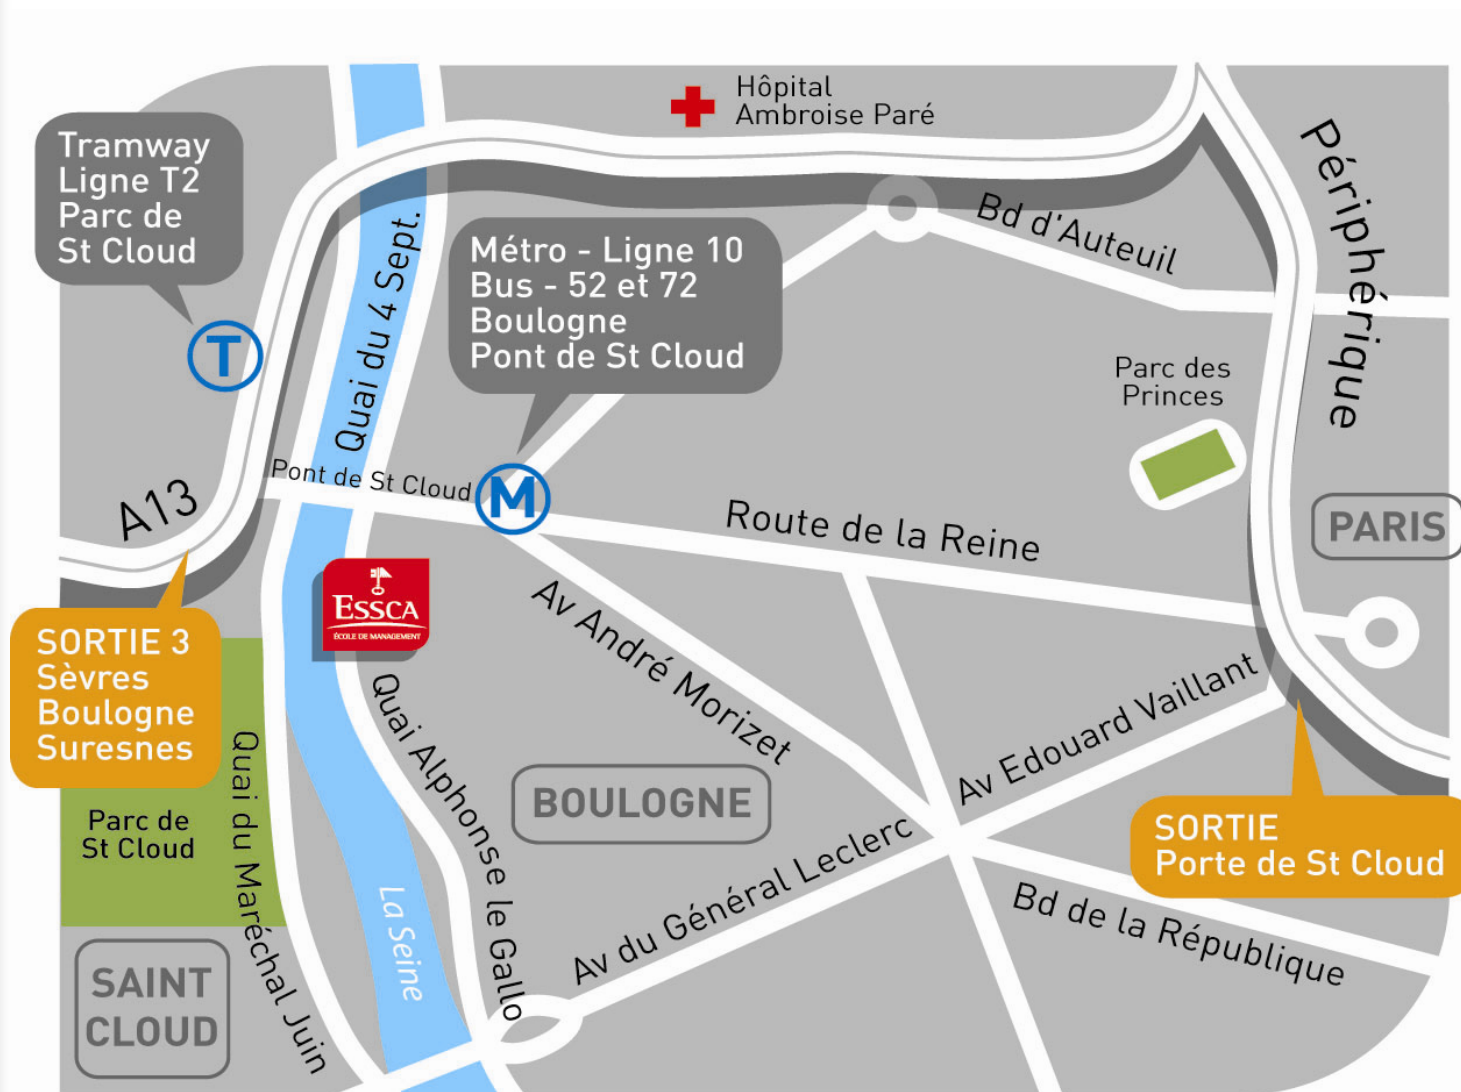 Hôpital
Ambroise Paré
Tramway
Ligne T2
Parc de
St Cloud
T
Quai du 4 Sept.
Métro - Ligne 10
Bus - 52 et 72
Boulogne
Pont de St Cloud
Bd d'Auteuil
Périphérique
Parc des
Princes
A13
Pont de St Cloud
M
Route de la Reine
PARIS
ESSCA
ÉCOLE DE MANAGEMENT
SORTIE 3
Sèvres
Boulogne
Suresnes
Av André Morizet
Av Edouard Vaillant
Quai Alphonse le Gallo
Quai du Maréchal Juin
BOULOGNE
Parc de
St Cloud
SORTIE
Porte de St Cloud
Av du Général Leclerc
Bd de la République
La Seine
SAINT
CLOUD